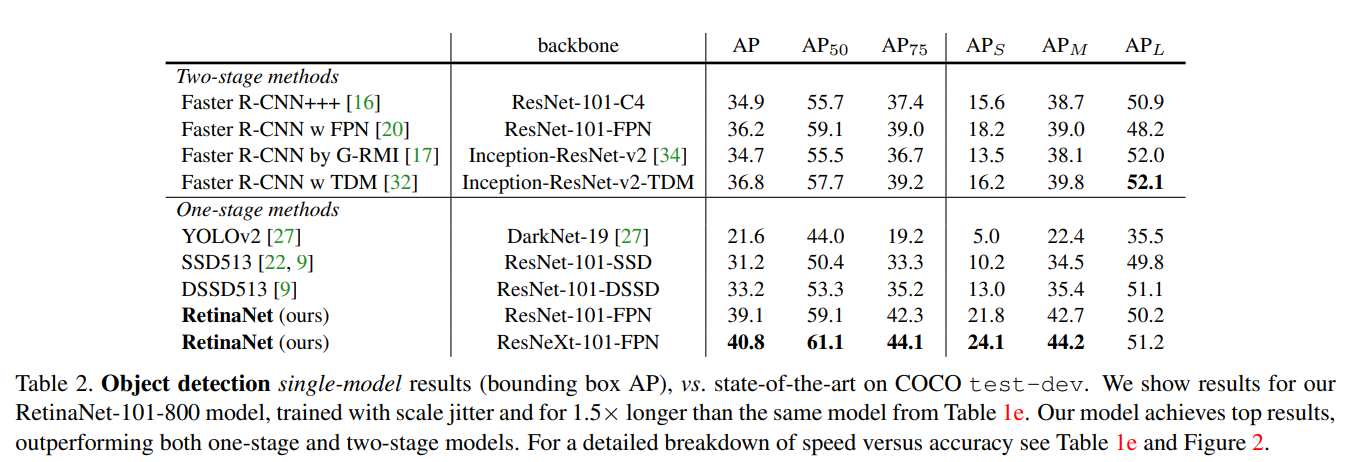 backbone AP AP50 AP75 APS APM APL
Two-stage methods
Faster R-CNN+++ [16] ResNet-101-C4 34.9 55.7 37.4 15.6 38.7 50.9
Faster R-CNN w FPN [20] ResNet-101-FPN 36.2 59.1 39.0 18.2 39.0 48.2
Faster R-CNN by G-RMI [17] Inception-ResNet-v2 [34] 34.7 55.5 36.7 13.5 38.1 52.0
Faster R-CNN w TDM [32] Inception-ResNet-v2-TDM 36.8 57.7 39.2 16.2 39.8 52.1
One-stage methods
YOLOv2 [27] DarkNet-19 [27] 21.6 44.0 19.2 5.0 22.4 35.5
SSD513 [22, 9] ResNet-101-SSD 31.2 50.4 33.3 10.2 34.5 49.8
DSSD513 [9] ResNet-101-DSSD 33.2 53.3 35.2 13.0 35.4 51.1
RetinaNet (ours) ResNet-101-FPN 39.1 59.1 42.3 21.8 42.7 50.2
RetinaNet (ours) ResNeXt-101-FPN 40.8 61.1 44.1 24.1 44.2 51.2
Table 2. Object detection single-model results (bounding box AP), vs. state-of-the-art on COCO test-dev. We show results for our
RetinaNet-101-800 model, trained with scale jitter and for 1.5× longer than the same model from Table 1e. Our model achieves top results,
outperforming both one-stage and two-stage models. For a detailed breakdown of speed versus accuracy see Table 1e and Figure 2.